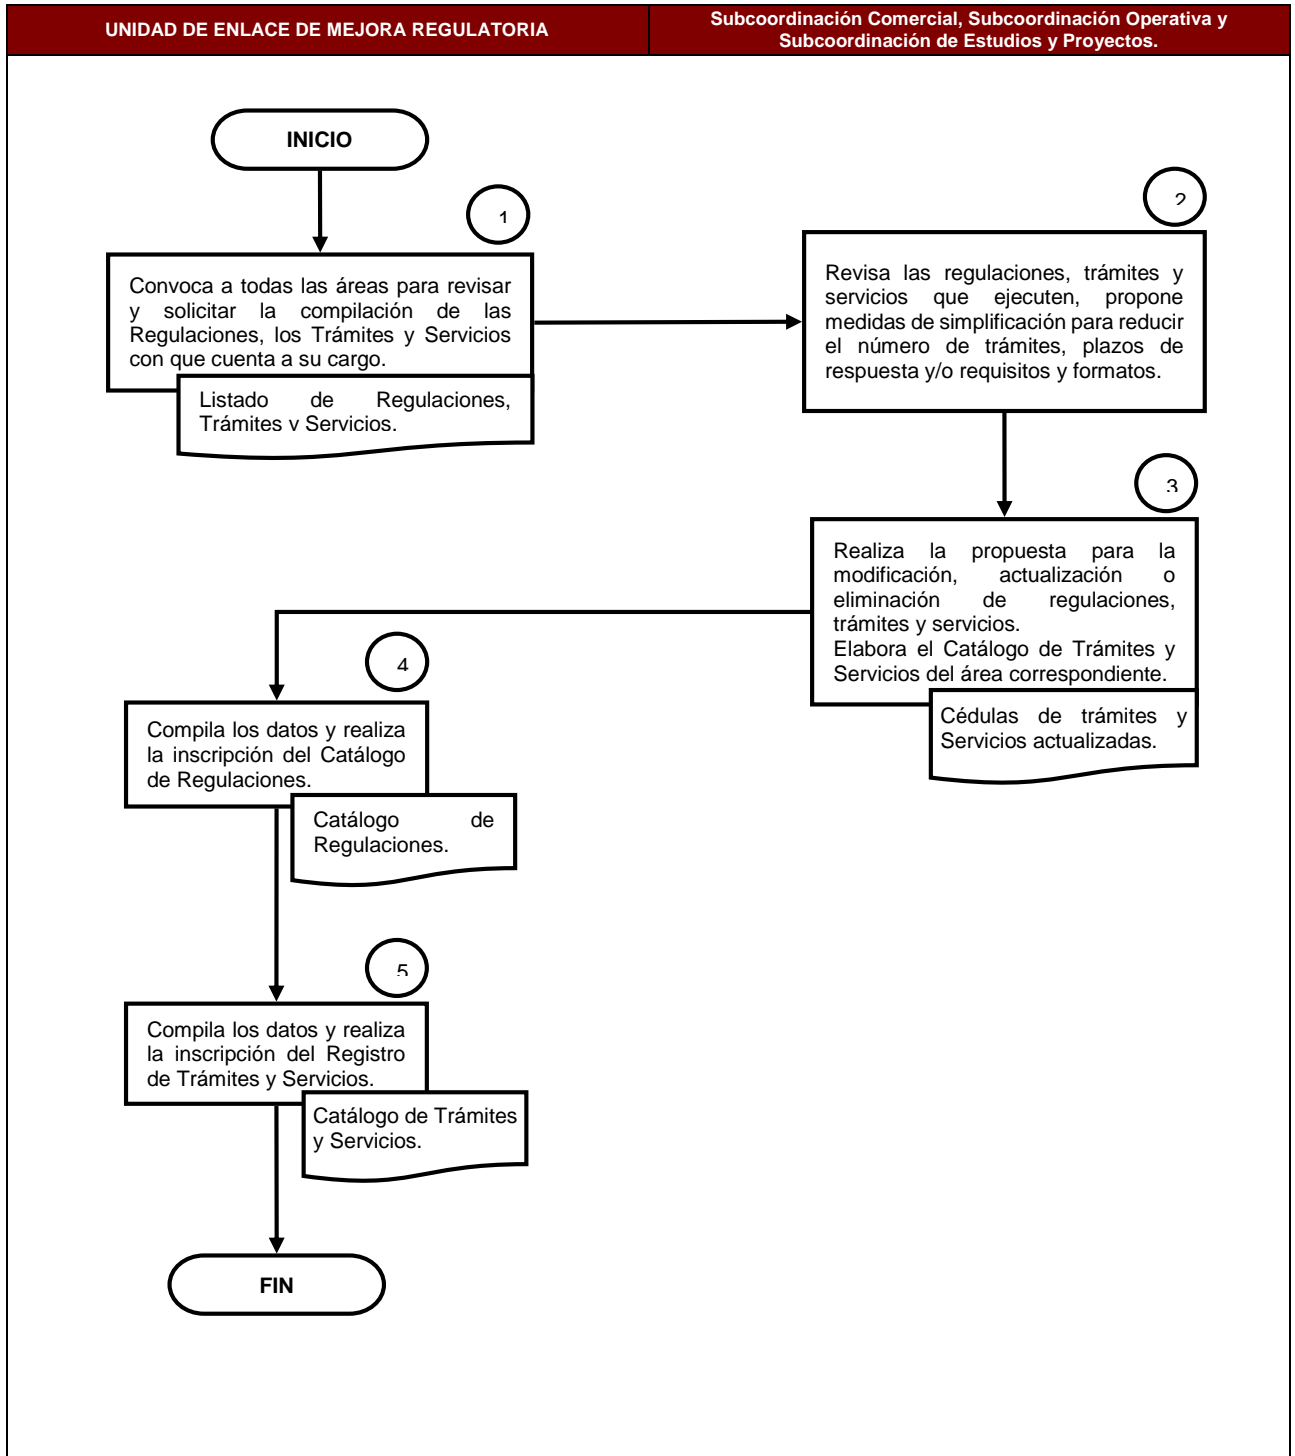 UNIDAD DE ENLACE DE MEJORA REGULATORIA
Subcoordinación Comercial, Subcoordinación Operativa y
Subcoordinación de Estudios y Proyectos.
INICIO
1
Convoca a todas las áreas para revisar
y solicitar la compilación de las
Regulaciones, los Trámites y Servicios
con que cuenta a su cargo.
Listado de Regulaciones,
Trámites y Servicios.
2
Revisa las regulaciones, trámites y
servicios que ejecuten, propone
medidas de simplificación para reducir
el número de trámites, plazos de
respuesta y/o requisitos y formatos.
3
Realiza la propuesta para la
modificación, actualización o
eliminación de regulaciones,
trámites y servicios.
Elabora el Catálogo de Trámites y
Servicios del área correspondiente.
Cédulas de trámites y
Servicios actualizadas.
4
Compila los datos y realiza
la inscripción del Catálogo
de Regulaciones.
Catálogo de
Regulaciones.
5
Compila los datos y realiza
la inscripción del Registro
de Trámites y Servicios.
Catálogo de Trámites
y Servicios.
FIN